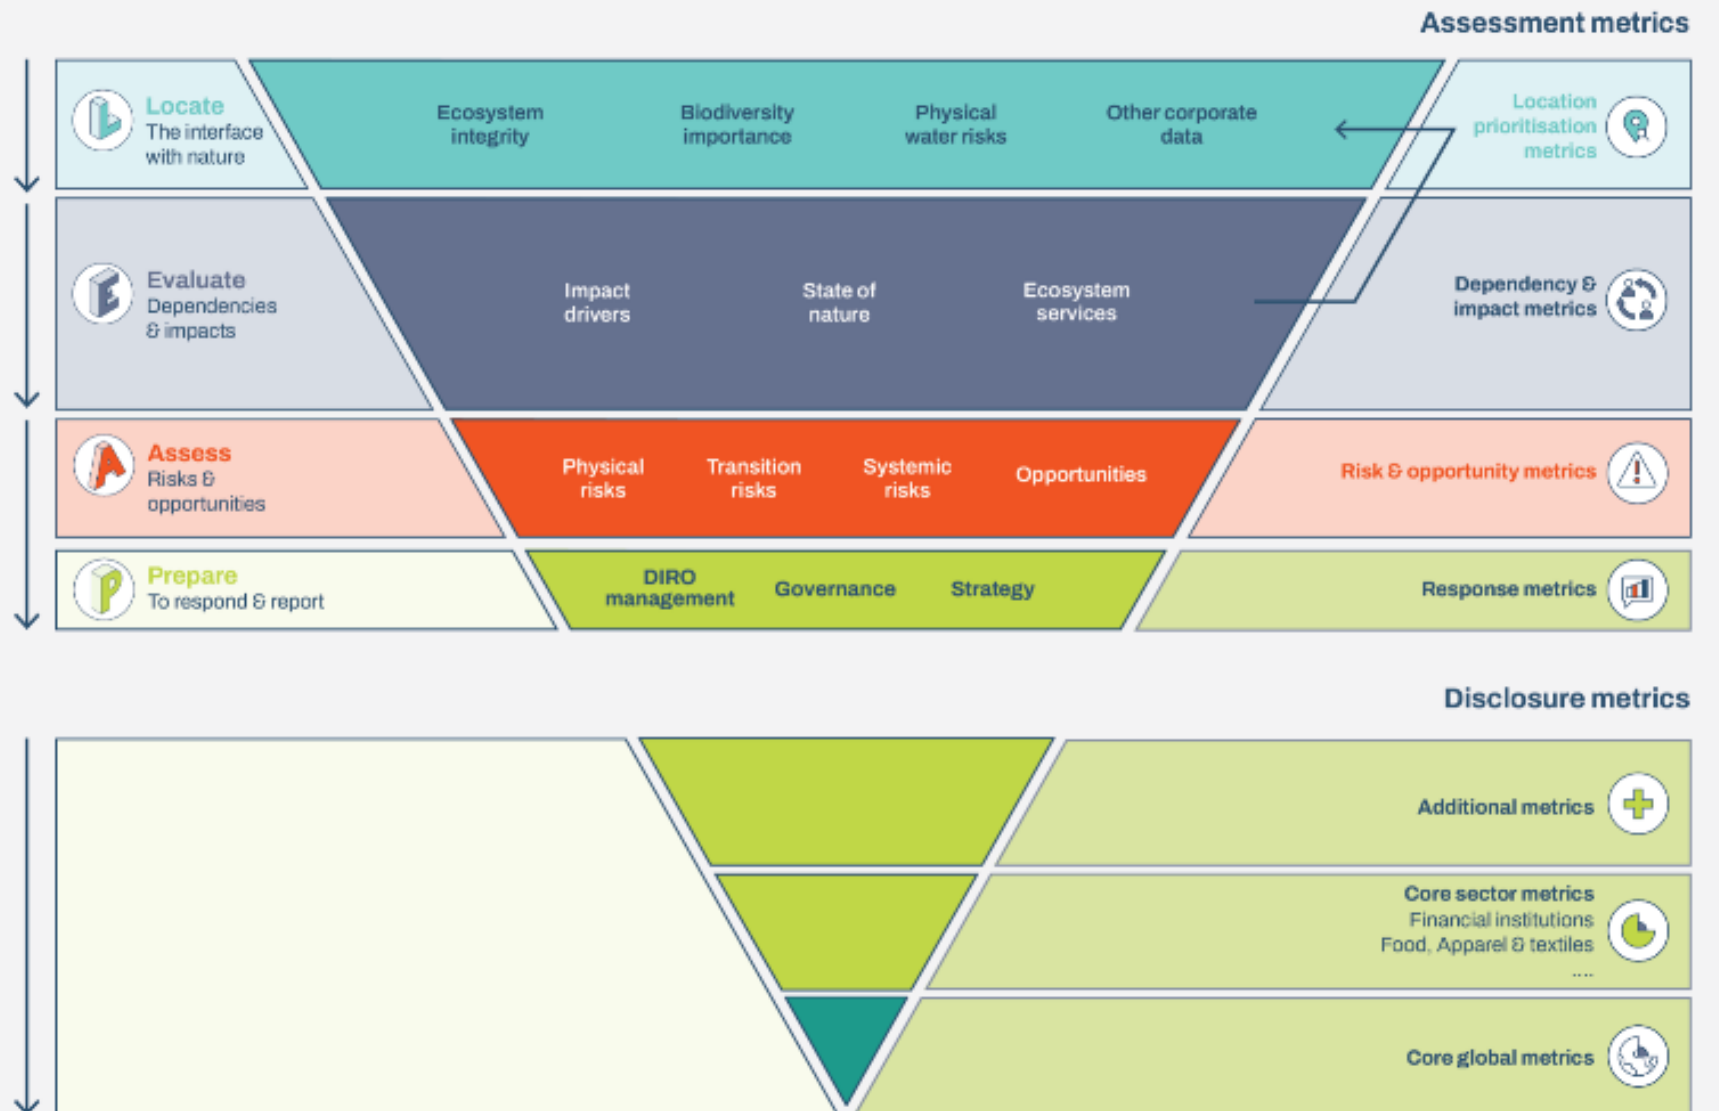 Assessment metrics
Locate
The interface
with nature
Ecosystem
integrity
Biodiversity
importance
Physical
water risks
Other corporate
data
Location
prioritisation
metrics
Evaluate
Dependencies
& impacts
Impact
drivers
State of
nature
Ecosystem
services
Dependency &
impact metrics
Assess
Risks &
opportunities
Physical
risks
Transition
risks
Systemic
risks
Opportunities
Risk & opportunity metrics
Prepare
To respond & report
DIRO
management
Governance
Strategy
Response metrics
Disclosure metrics
Additional metrics
Core sector metrics
Financial institutions
Food, Apparel & textiles
....
Core global metrics